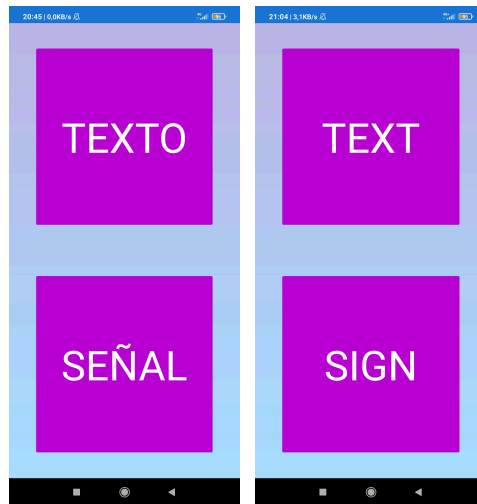 20:45 | 0,0KB/s
TEXTO
SEÑAL
21:04 | 3,1KB/s
TEXT
SIGN